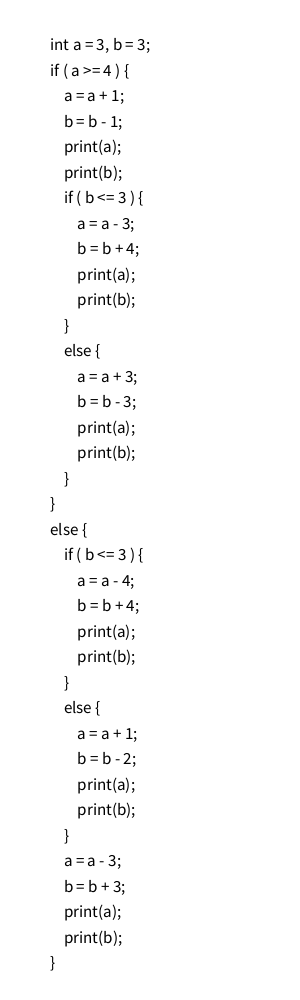 int a = 3, b = 3;
if ( a >= 4 ) {
    a = a + 1;
    b = b - 1;
    print(a);
    print(b);
    if ( b <= 3 ) {
        a = a - 3;
        b = b + 4;
        print(a);
        print(b);
    }
    else {
        a = a + 3;
        b = b - 3;
        print(a);
        print(b);
    }
}
else {
    if ( b <= 3 ) {
        a = a - 4;
        b = b + 4;
        print(a);
        print(b);
    }
    else {
        a = a + 1;
        b = b - 2;
        print(a);
        print(b);
    }
    a = a - 3;
    b = b + 3;
    print(a);
    print(b);
}